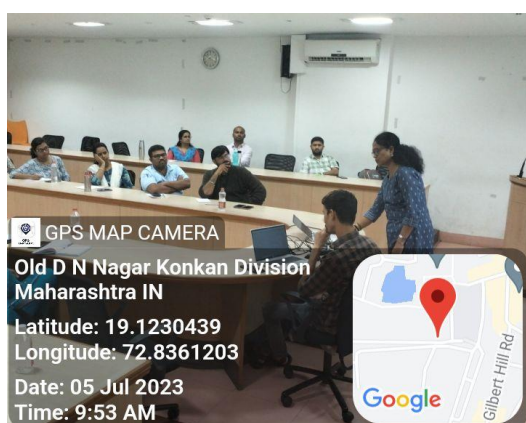 GPS MAP CAMERA
Old D N Nagar Konkan Division
Maharashtra IN
Latitude: 19.1230439
Longitude: 72.8361203
Date: 05 Jul 2023
Time: 9:53 AM
Gilbert Hill Rd
Google